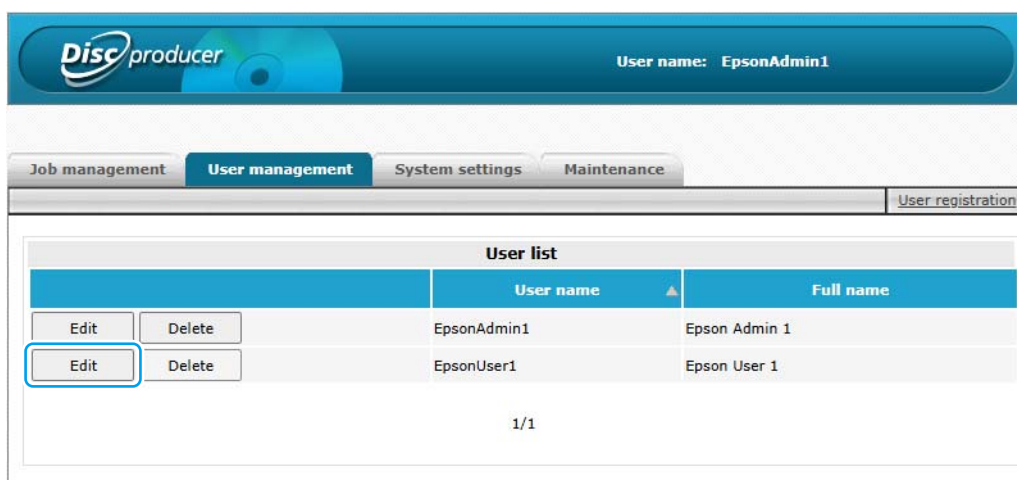 Disc producer
User name: EpsonAdmin1
Job management User management System settings Maintenance
User registration
User list
User name Full name
Edit Delete EpsonAdmin1 Epson Admin 1
Edit Delete EpsonUser1 Epson User 1
1/1